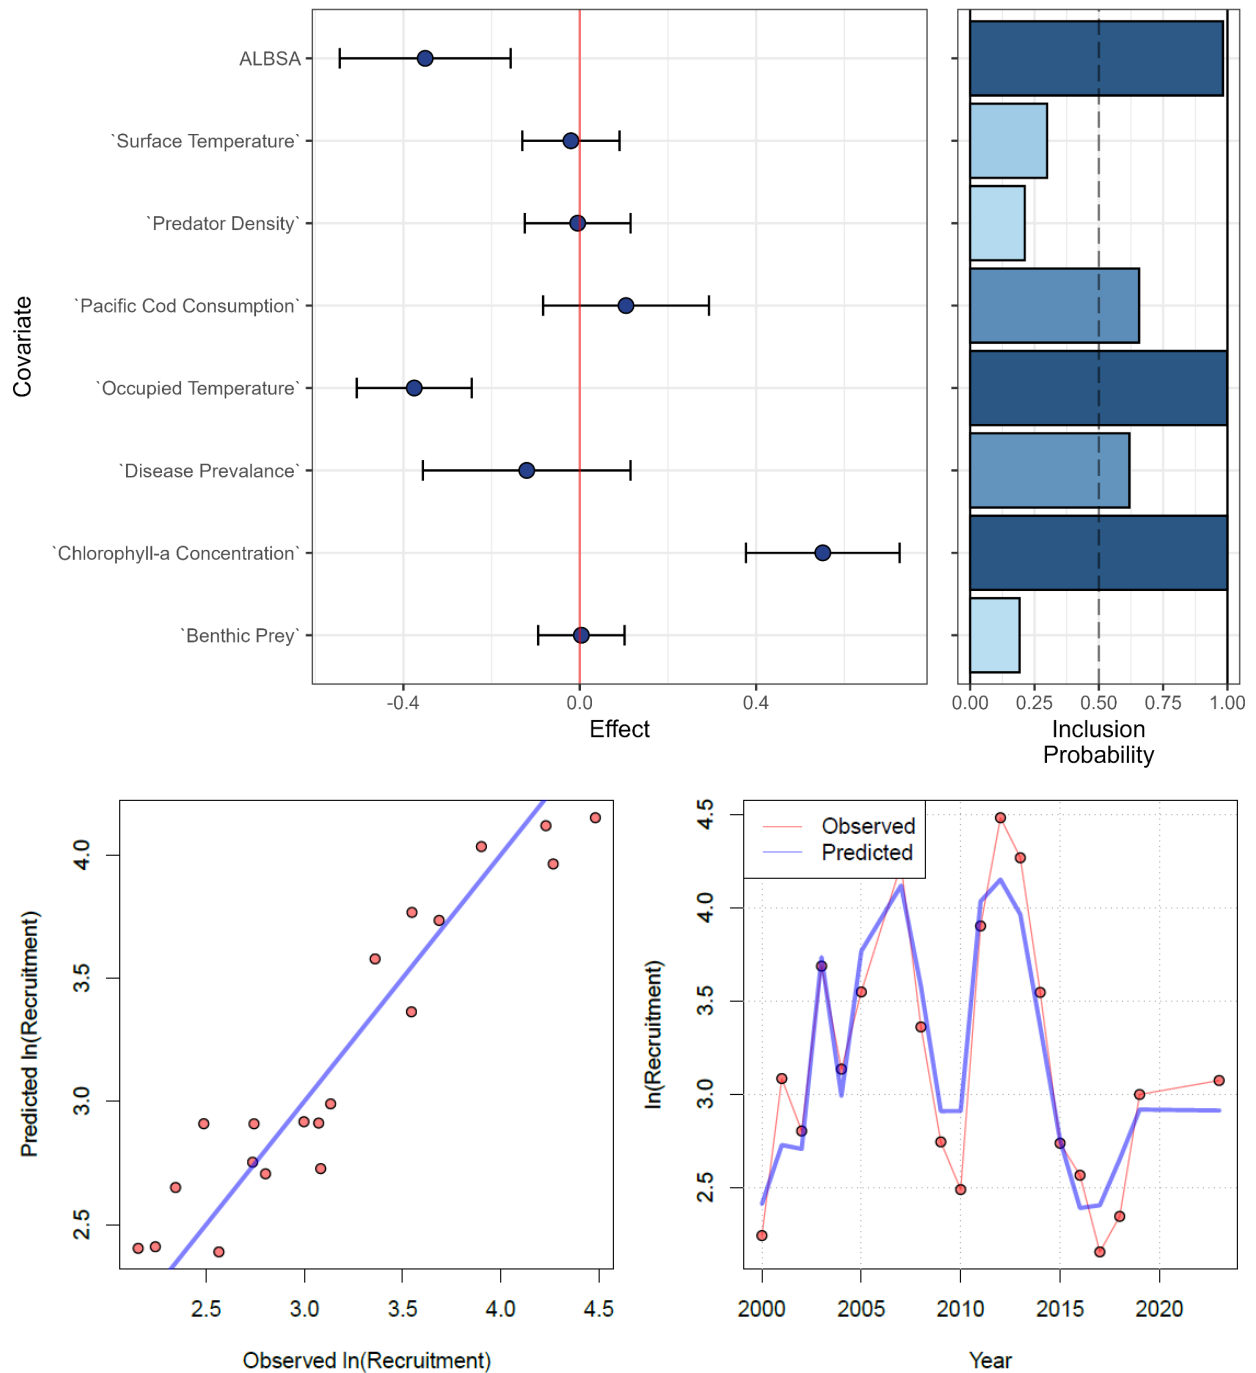 Covariate
ALBSA
`Surface Temperature`
`Predator Density`
`Pacific Cod Consumption`
`Occupied Temperature`
`Disease Prevalance`
`Chlorophyll-a Concentration`
`Benthic Prey`
-0.4 0.0 0.4
Effect
0.00 0.25 0.50 0.75 1.00
Inclusion
Probability
Predicted ln(Recruitment)
4.0
3.5
3.0
2.5
2.5 3.0 3.5 4.0 4.5
Observed ln(Recruitment)
ln(Recruitment)
4.5
4.0
3.5
3.0
2.5
Observed
Predicted
2000 2005 2010 2015 2020
Year